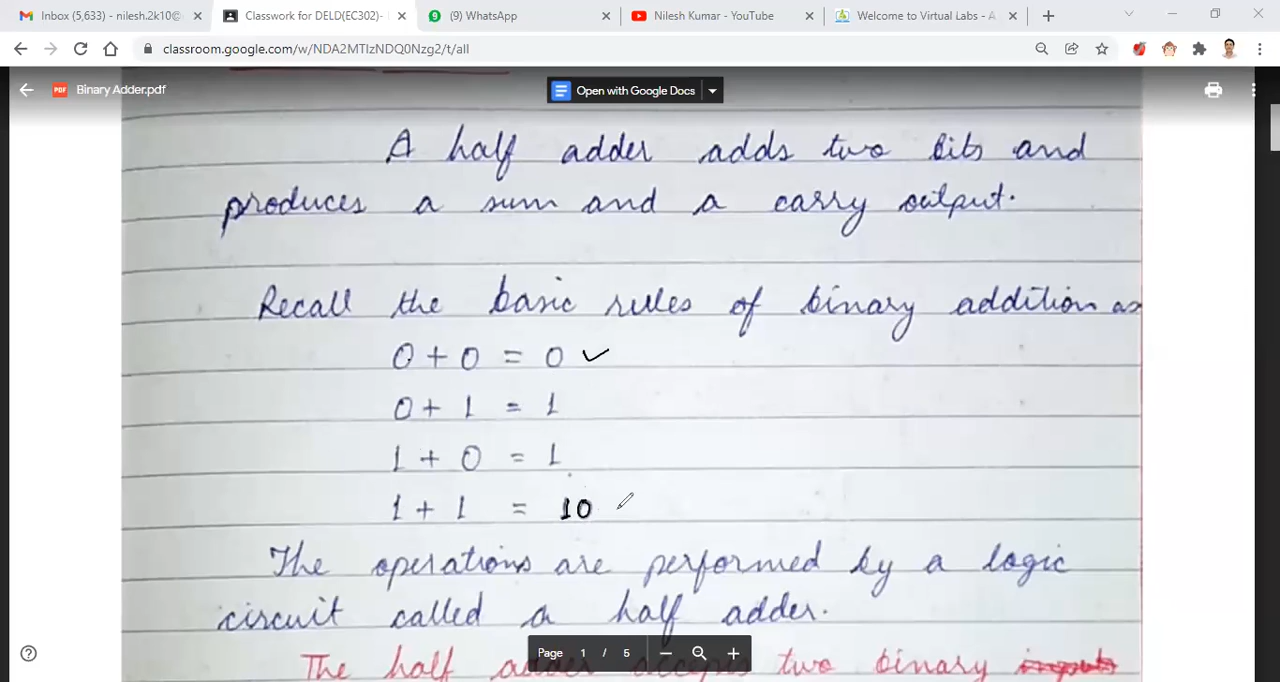 Inbox (5,633) - nilesh.2k10@
Classwork for DELD(EC302)-
(9) WhatsApp
Nilesh Kumar - YouTube
Welcome to Virtual Labs - A
classroom.google.com/w/NDA2MTIzNDQ0Nzg2/t/all
PDF
Binary Adder.pdf
Open with Google Docs
A half adder adds two bits and
produces a sum and a carry output.
Recall the basic rules of binary addition as
0 + 0 = 0 ✓
0 + 1 = 1
1 + 0 = 1
1 + 1 = 10
The operations are performed by a logic
circuit called a half adder.
The half adder accepts two binary
Page 1 / 5